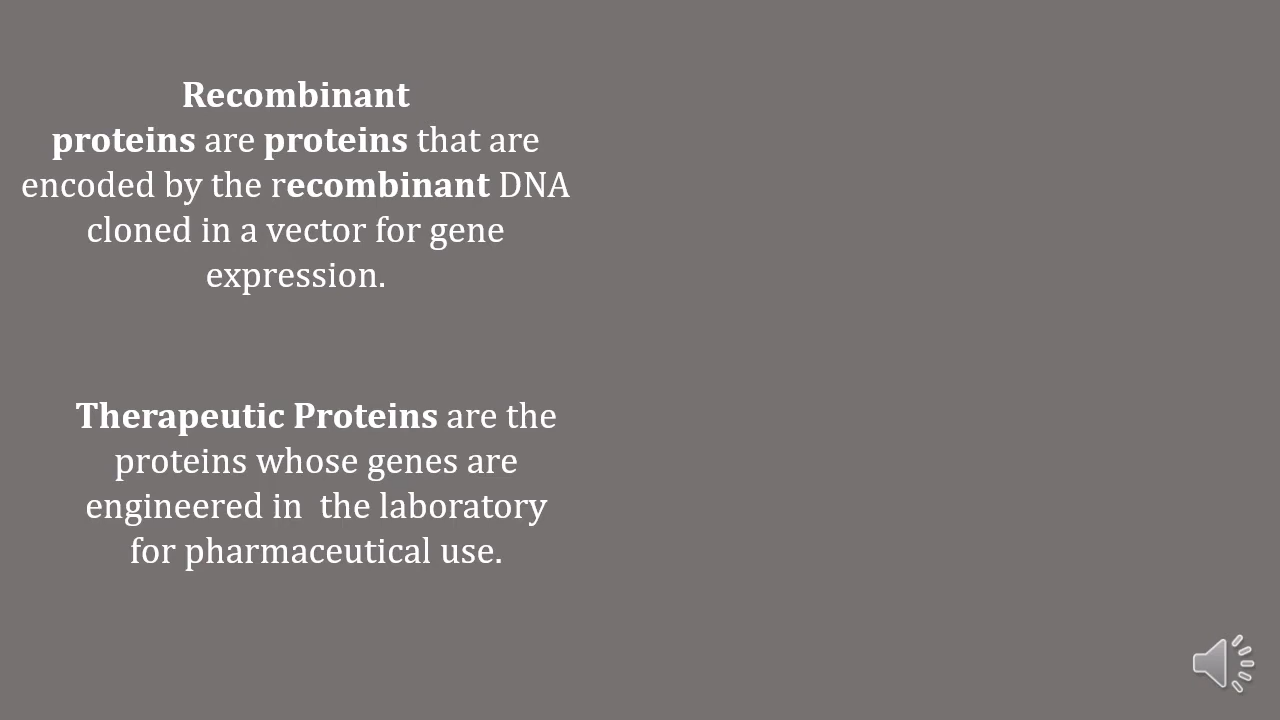 Recombinant
proteins are proteins that are
encoded by the recombinant DNA
cloned in a vector for gene
expression.
Therapeutic Proteins are the
proteins whose genes are
engineered in  the laboratory
for pharmaceutical use.